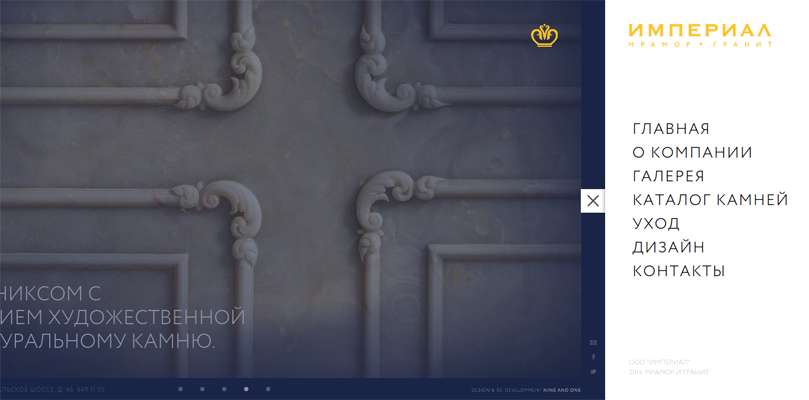 ИМПЕРИАЛ
МРАМОР * ГРАНИТ
ГЛАВНАЯ
О КОМПАНИИ
ГАЛЕРЕЯ
КАТАЛОГ КАМНЕЙ
УХОД
ДИЗАЙН
КОНТАКТЫ
НИКСОМ С
ИЕМ ХУДОЖЕСТВЕННОЙ
УРАЛЬНОМУ КАМНЮ.
ООО "ИМПЕРИАЛ"
2014. МРАМОР И ГРАНИТ
ЛЬСКОЕ ШОССЕ, Д. 46 649 11 00
DESIGN & DEVELOPMENT NINE AND ONE